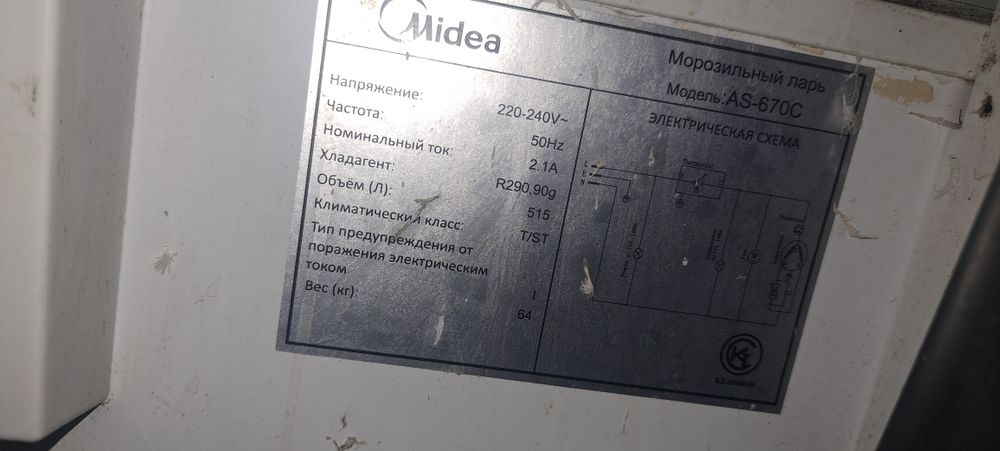 Midea
Морозильный ларь
Модель:AS-670C
Напряжение: 220-240V~
Частота: 50Hz
Номинальный ток: 2.1A
Хладагент: R290,90g
Объём (Л): 515
Климатический класс: T/ST
Тип предупреждения от
поражения электрическим
током I
Вес (кг): 64
ЭЛЕКТРИЧЕСКАЯ СХЕМА
L
E
N
Thermostat